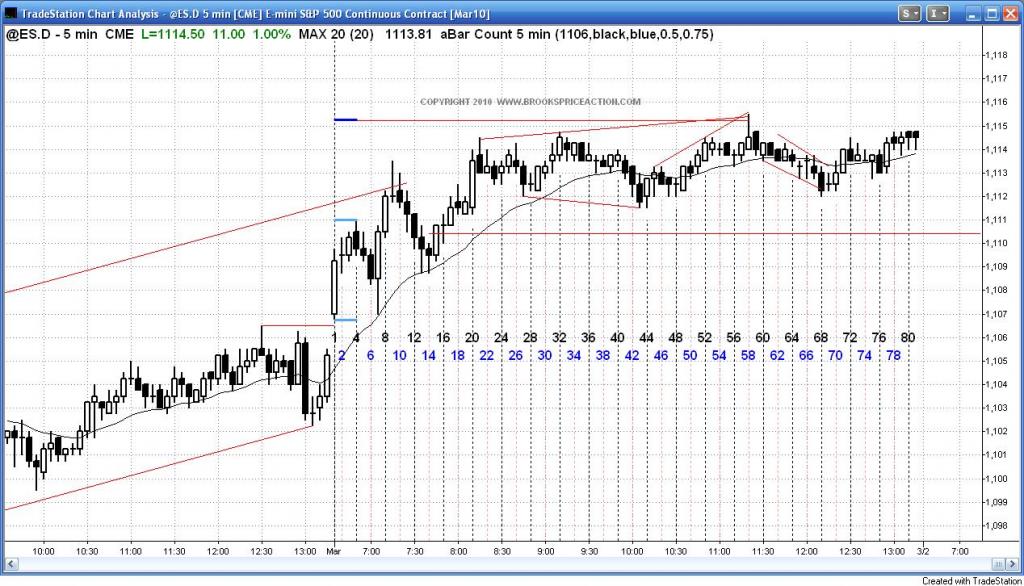 TradeStation Chart Analysis - @ES.D 5 min [CME] E-mini S&P 500 Continuous Contract [Mar10]
S
I
@ES.D - 5 min CME L=1114.50 11.00 1.00% MAX 20 (20) 1113.81 aBar Count 5 min (1106,black,blue,0.5,0.75)
COPYRIGHT 2010 WWW.BROOKSPRICEACTION.COM
1,118
1,117
1,116
1,115
1,114
1,113
1,112
1,111
1,110
1,109
1,108
1,107
1,106
1,105
1,104
1,103
1,102
1,101
1,100
1,099
1,098
1 4 8 12 16 20 24 28 32 36 40 44 48 52 56 60 64 68 72 76 80
2 6 10 14 18 22 26 30 34 38 42 46 50 54 58 62 66 70 74 78
10:00 10:30 11:00 11:30 12:00 12:30 13:00 Mar 7:00 7:30 8:00 8:30 9:00 9:30 10:00 10:30 11:00 11:30 12:00 12:30 13:00 3/2 7:00
Created with TradeStation